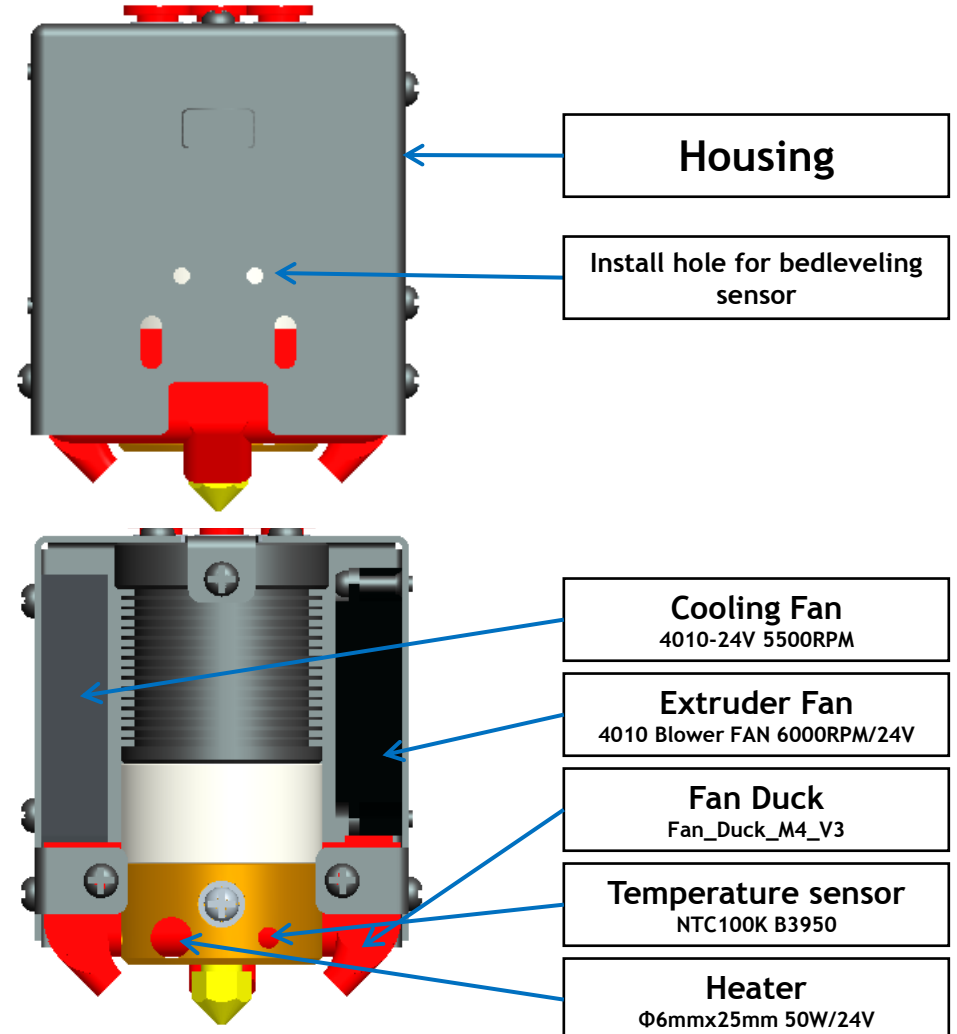 Housing
Install hole for bedleveling
sensor
Cooling Fan
4010-24V 5500RPM
Extruder Fan
4010 Blower FAN 6000RPM/24V
Fan Duck
Fan_Duck_M4_V3
Temperature sensor
NTC100K B3950
Heater
Φ6mmx25mm 50W/24V